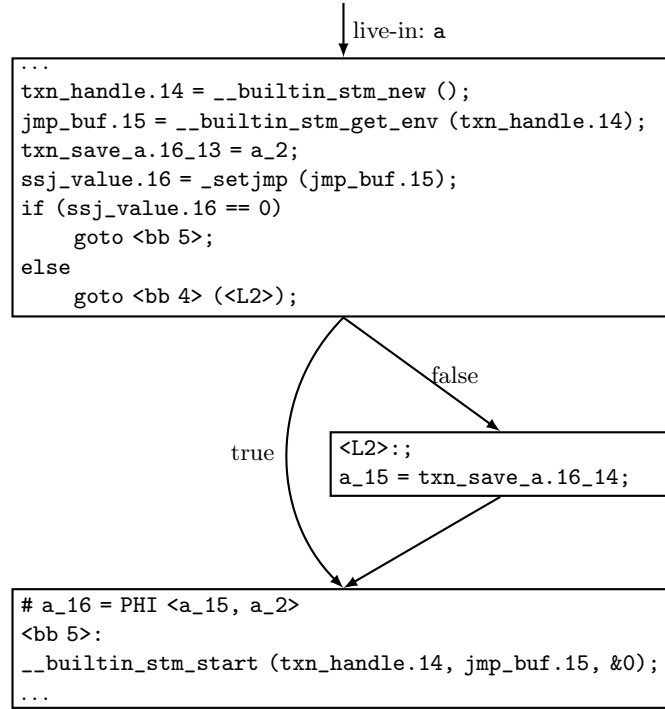 live-in: a
...
txn_handle.14 = __builtin_stm_new ();
jmp_buf.15 = __builtin_stm_get_env (txn_handle.14);
txn_save_a.16_13 = a_2;
ssj_value.16 = _setjmp (jmp_buf.15);
if (ssj_value.16 == 0)
goto <bb 5>;
else
goto <bb 4> (<L2>);
false
true
<L2>:;
a_15 = txn_save_a.16_14;
# a_16 = PHI <a_15, a_2>
<bb 5>:
__builtin_stm_start (txn_handle.14, jmp_buf.15, &0);
...